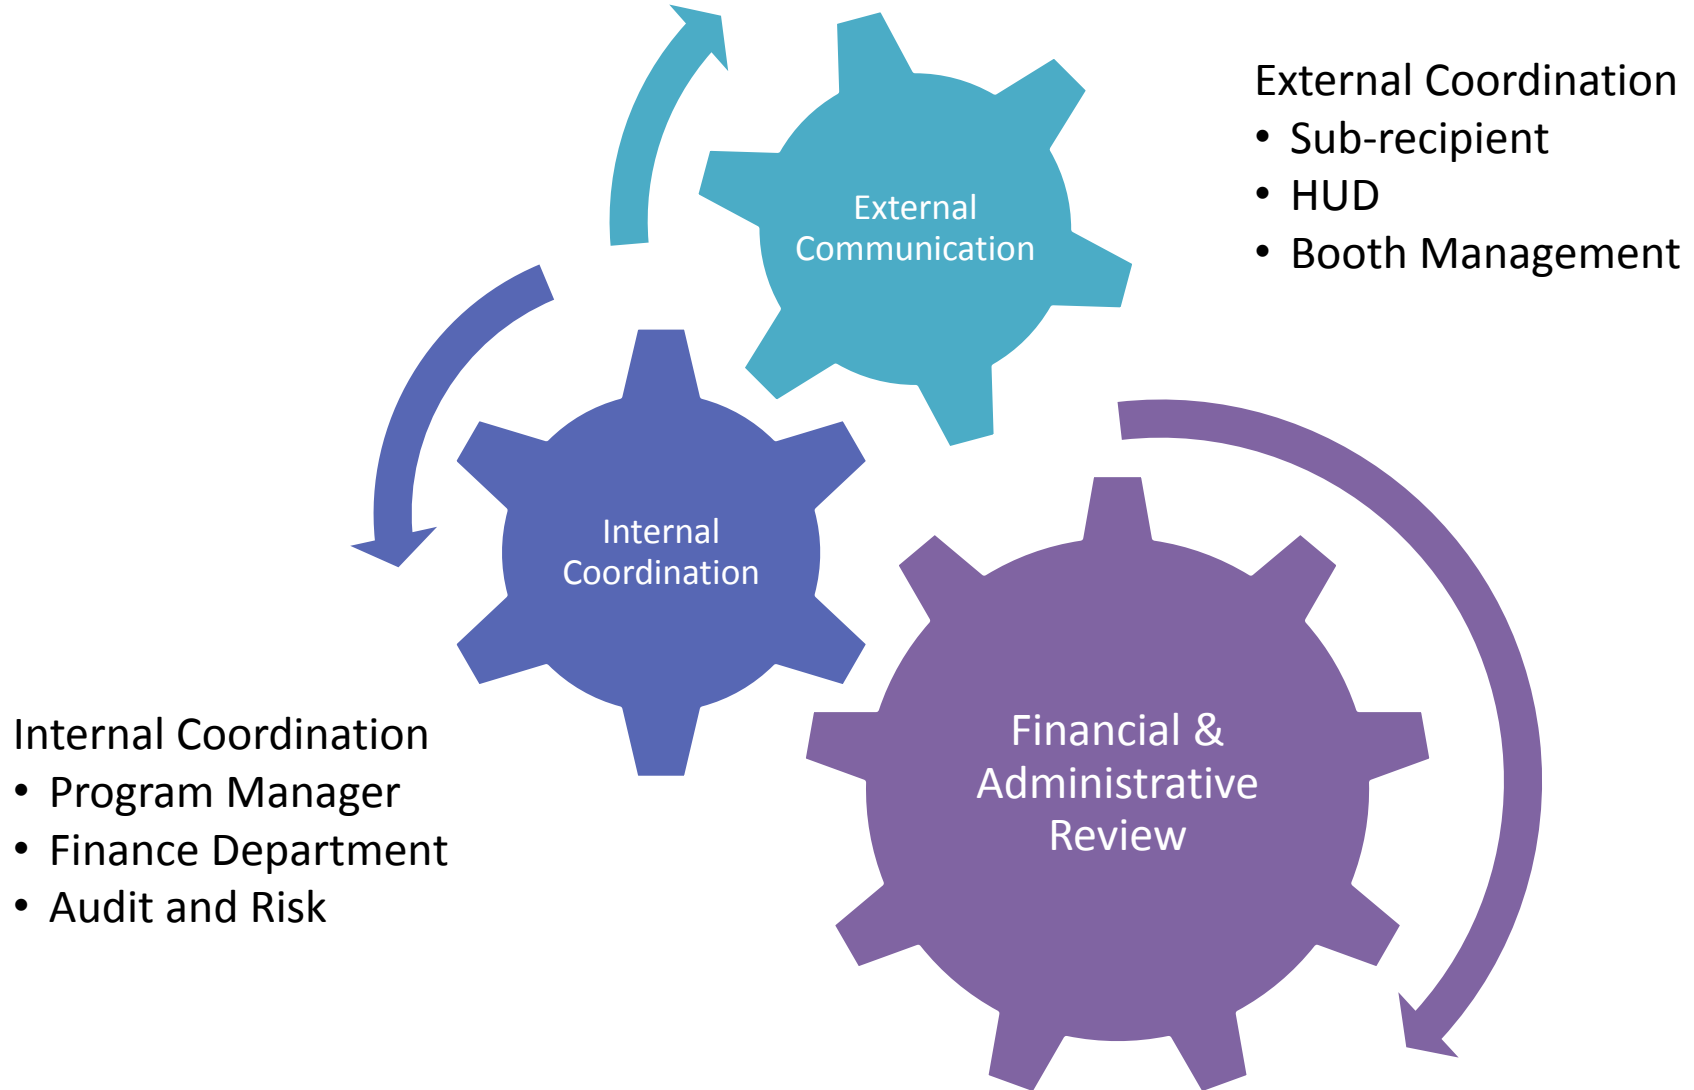 External Coordination
• Sub-recipient
• HUD
• Booth Management
External
Communication
Internal
Coordination
Financial &
Administrative
Review
Internal Coordination
• Program Manager
• Finance Department
• Audit and Risk